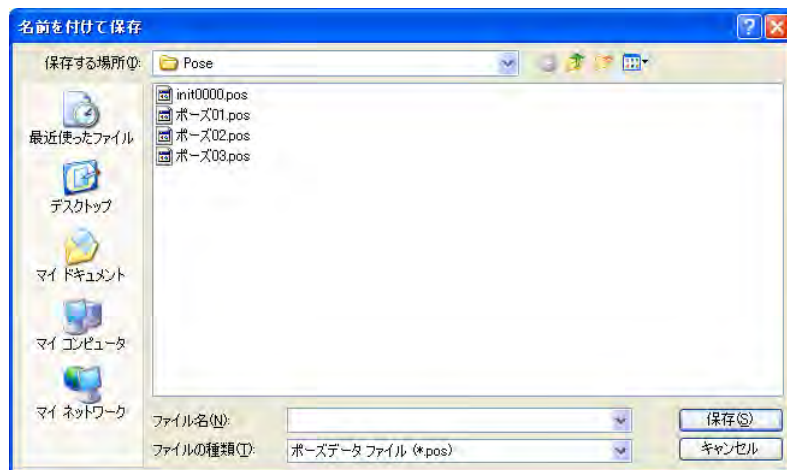 名前を付けて保存
保存する場所(I):
Pose
init0000.pos
ポーズ01.pos
ポーズ02.pos
ポーズ03.pos
最近使ったファイル
デスクトップ
マイ ドキュメント
マイ コンピュータ
マイ ネットワーク
ファイル名(N):
保存(S)
ファイルの種類(T):
ポーズデータ ファイル (*.pos)
キャンセル